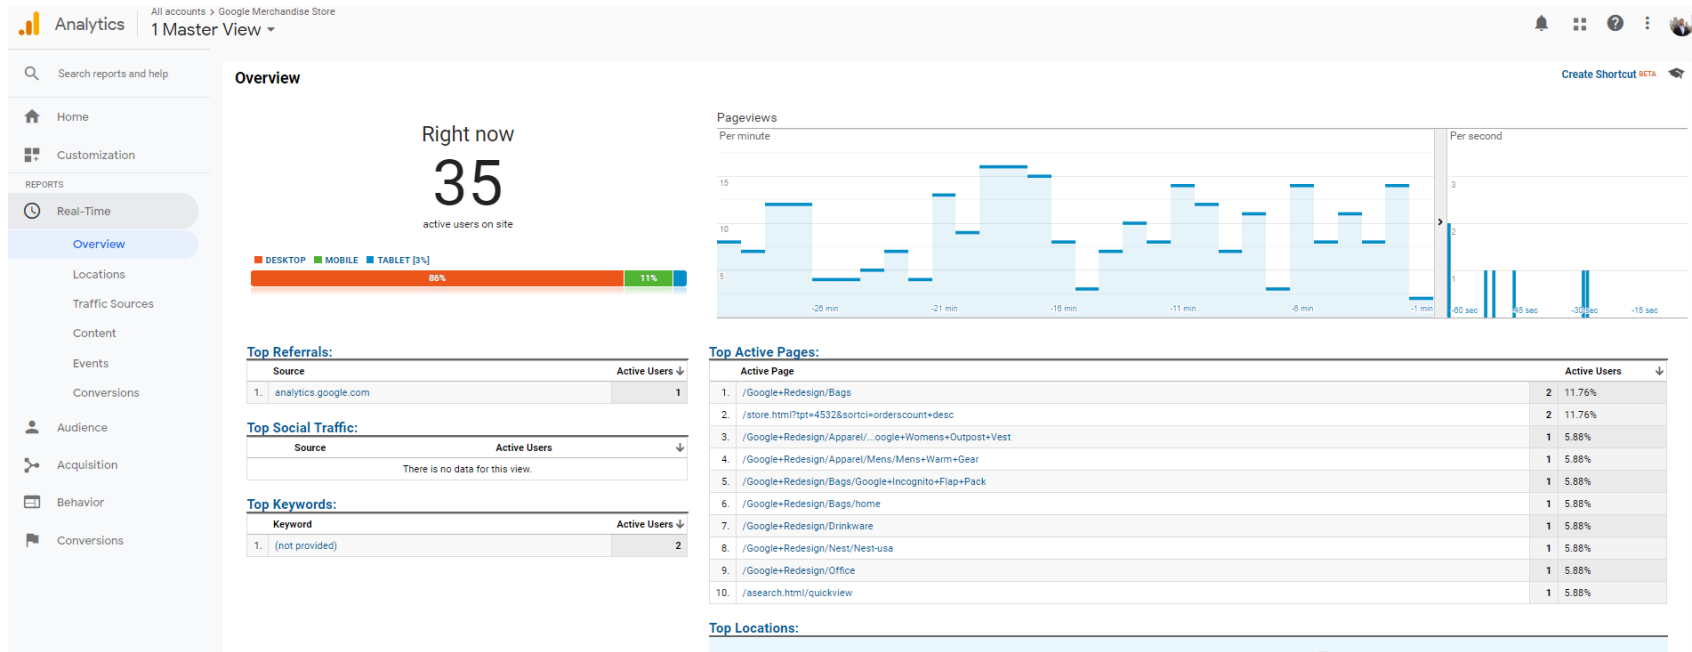 All accounts > Google Merchandise Store
Analytics
1 Master View
Search reports and help
Home
Customization
REPORTS
Real-Time
Overview
Locations
Traffic Sources
Content
Events
Conversions
Audience
Acquisition
Behavior
Conversions
Overview
Create Shortcut BETA
Right now
35
active users on site
DESKTOP MOBILE TABLET [3%]
86% 11%
Pageviews
Per minute
15
10
5
-26 min -21 min -16 min -11 min -6 min -1 min
Per second
3
2
1
-60 sec -45 sec -30 sec -15 sec
Top Referrals:
Source Active Users
1. analytics.google.com 1
Top Social Traffic:
Source Active Users
There is no data for this view.
Top Keywords:
Keyword Active Users
1. (not provided) 2
Top Active Pages:
Active Page Active Users
1. /Google+Redesign/Bags 2 11.76%
2. /store.html?tpt=4532&sortci=orderscount+desc 2 11.76%
3. /Google+Redesign/Apparel/...oogle+Womens+Outpost+Vest 1 5.88%
4. /Google+Redesign/Apparel/Mens/Mens+Warm+Gear 1 5.88%
5. /Google+Redesign/Bags/Google+Incognito+Flap+Pack 1 5.88%
6. /Google+Redesign/Bags/home 1 5.88%
7. /Google+Redesign/Drinkware 1 5.88%
8. /Google+Redesign/Nest/Nest-usa 1 5.88%
9. /Google+Redesign/Office 1 5.88%
10. /asearch.html/quickview 1 5.88%
Top Locations: